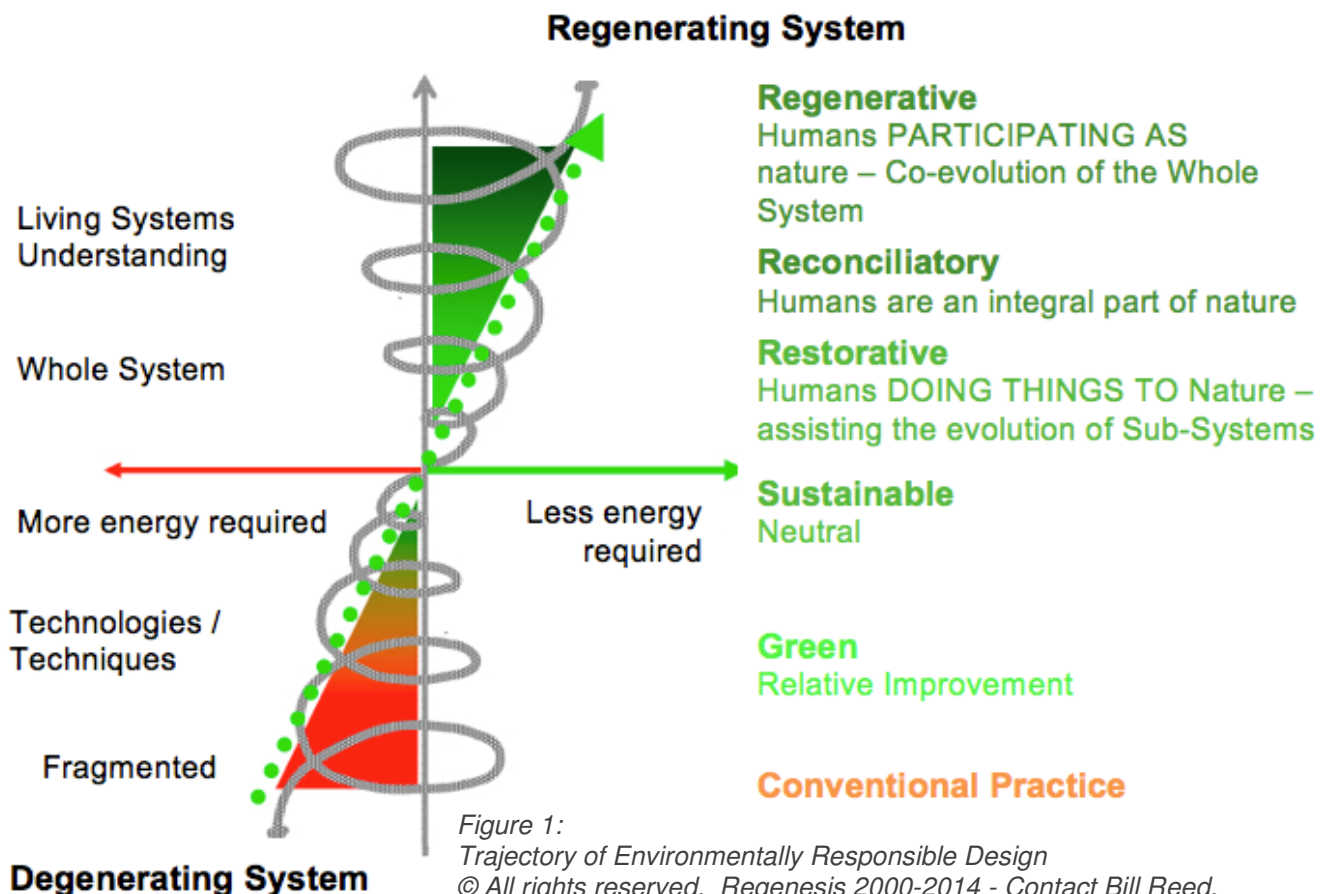 Regenerating System
Living Systems
Understanding
Whole System
More energy required
Less energy
required
Technologies /
Techniques
Fragmented
Degenerating System
Regenerative
Humans PARTICIPATING AS
nature – Co-evolution of the Whole
System
Reconciliatory
Humans are an integral part of nature
Restorative
Humans DOING THINGS TO Nature –
assisting the evolution of Sub-Systems
Sustainable
Neutral
Green
Relative Improvement
Conventional Practice
Figure 1:
Trajectory of Environmentally Responsible Design
© All rights reserved. Regenesis 2000-2014 - Contact Bill Reed,